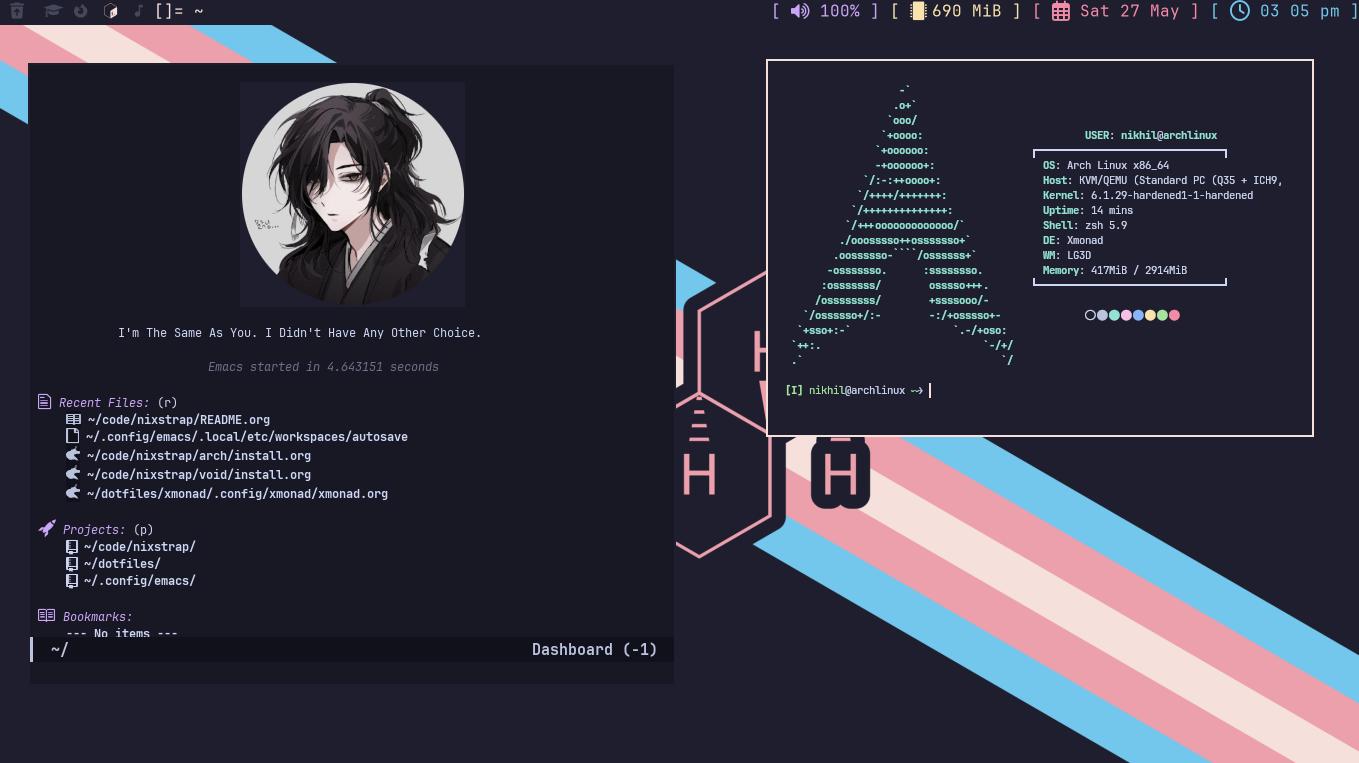 []= ~
[ 100% ] [ 690 MiB ] [ Sat 27 May ] [ 03 05 pm ]
I'm The Same As You. I Didn't Have Any Other Choice.
Emacs started in 4.643151 seconds
Recent Files: (r)
~/code/nixstrap/README.org
~/.config/emacs/.local/etc/workspaces/autosave
~/code/nixstrap/arch/install.org
~/code/nixstrap/void/install.org
~/dotfiles/xmonad/.config/xmonad/xmonad.org
Projects: (p)
~/code/nixstrap/
~/dotfiles/
~/.config/emacs/
Bookmarks:
--- No items ---
~/ Dashboard (-1)
USER: nikhil@archlinux
OS: Arch Linux x86_64
Host: KVM/QEMU (Standard PC (Q35 + ICH9,
Kernel: 6.1.29-hardened1-1-hardened
Uptime: 14 mins
Shell: zsh 5.9
DE: Xmonad
WM: LG3D
Memory: 417MiB / 2914MiB
[I] nikhil@archlinux ~->
H
H H